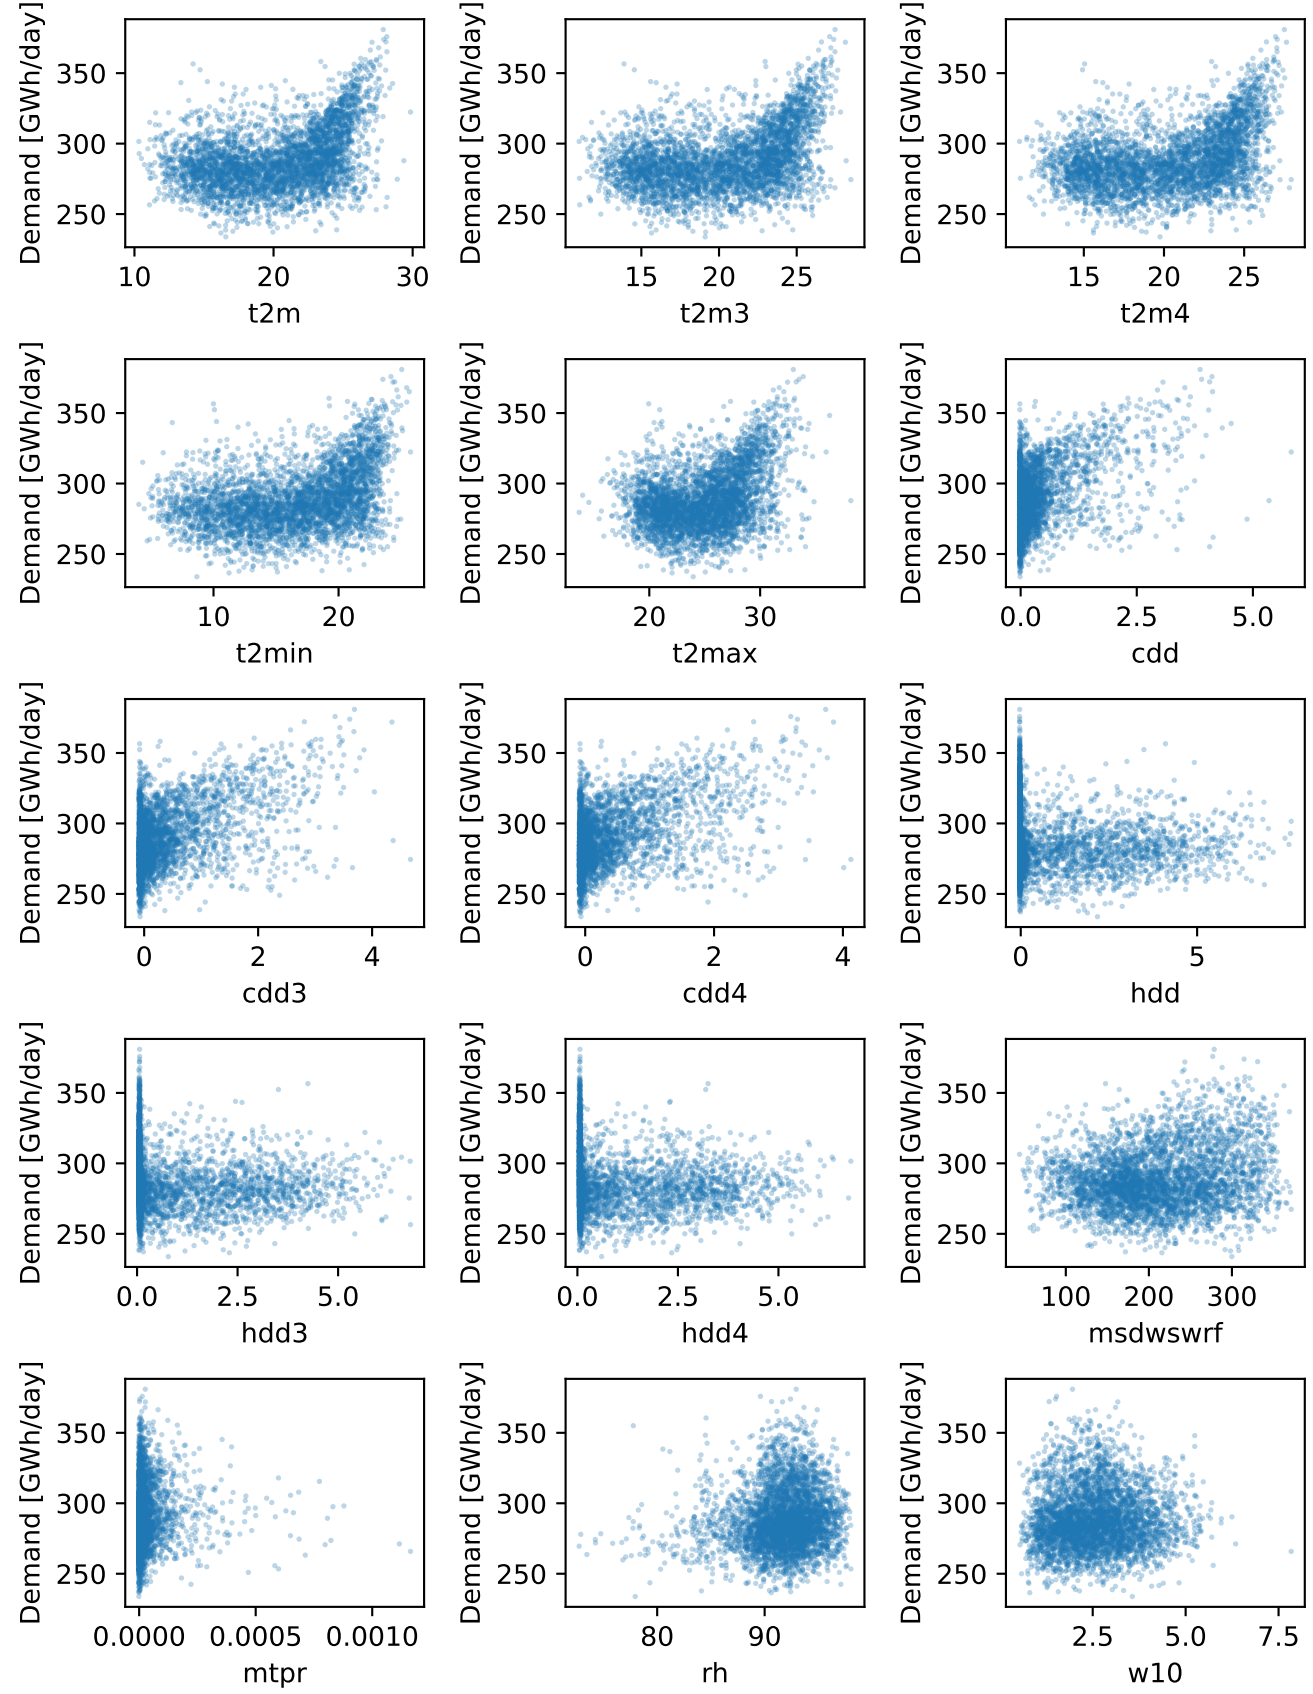 Demand [GWh/day]
350
300
250
10 20 30
t2m
Demand [GWh/day]
350
300
250
15 20 25
t2m3
Demand [GWh/day]
350
300
250
15 20 25
t2m4
Demand [GWh/day]
350
300
250
10 20
t2min
Demand [GWh/day]
350
300
250
20 30
t2max
Demand [GWh/day]
350
300
250
0.0 2.5 5.0
cdd
Demand [GWh/day]
350
300
250
0 2 4
cdd3
Demand [GWh/day]
350
300
250
0 2 4
cdd4
Demand [GWh/day]
350
300
250
0 5
hdd
Demand [GWh/day]
350
300
250
0.0 2.5 5.0
hdd3
Demand [GWh/day]
350
300
250
0.0 2.5 5.0
hdd4
Demand [GWh/day]
350
300
250
100 200 300
msdwswrf
Demand [GWh/day]
350
300
250
0.0000 0.0005 0.0010
mtpr
Demand [GWh/day]
350
300
250
80 90
rh
Demand [GWh/day]
350
300
250
2.5 5.0 7.5
w10